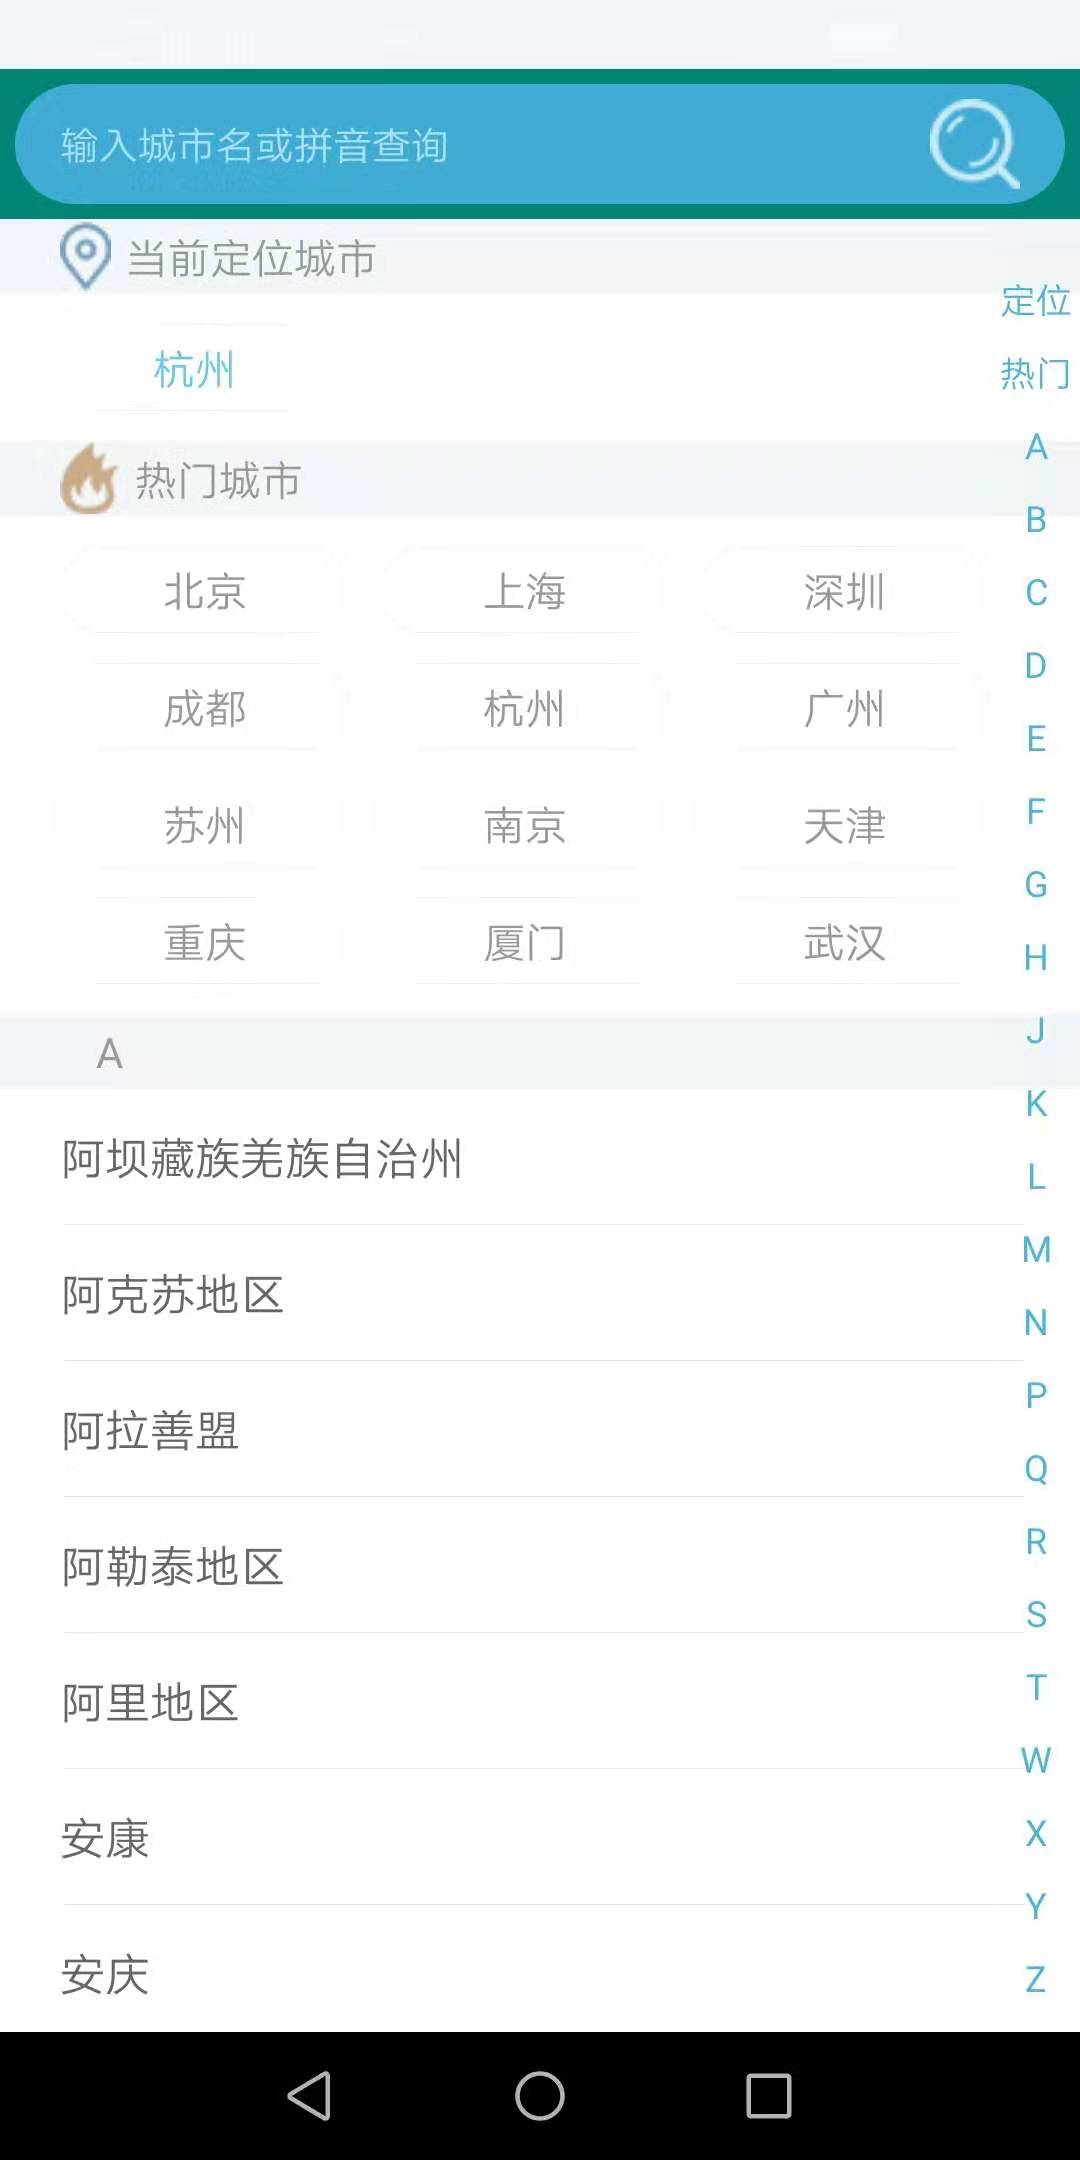 输入城市名或拼音查询
当前定位城市
定位
杭州
热门
热门城市
A
B
北京 上海 深圳
C
D
成都 杭州 广州
E
F
苏州 南京 天津
G
重庆 厦门 武汉
H
J
A
K
阿坝藏族羌族自治州
L
M
阿克苏地区
N
P
阿拉善盟
Q
R
阿勒泰地区
S
T
阿里地区
W
X
安康
Y
Z
安庆